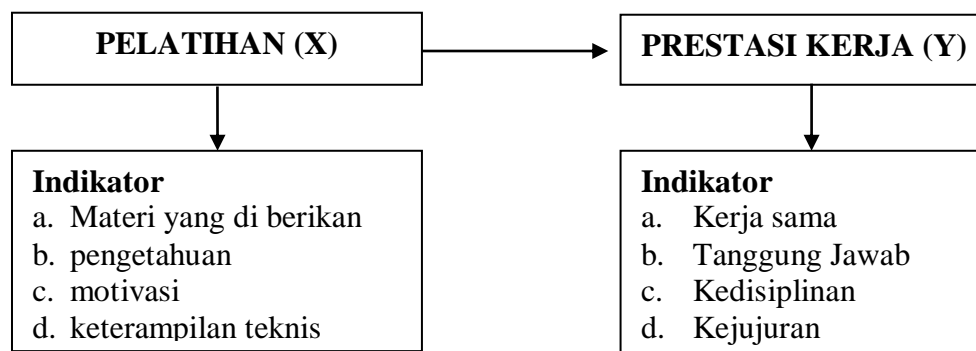 PELATIHAN (X)
PRESTASI KERJA (Y)
Indikator
a. Materi yang di berikan
b. pengetahuan
c. motivasi
d. keterampilan teknis
Indikator
a. Kerja sama
b. Tanggung Jawab
c. Kedisiplinan
d. Kejujuran